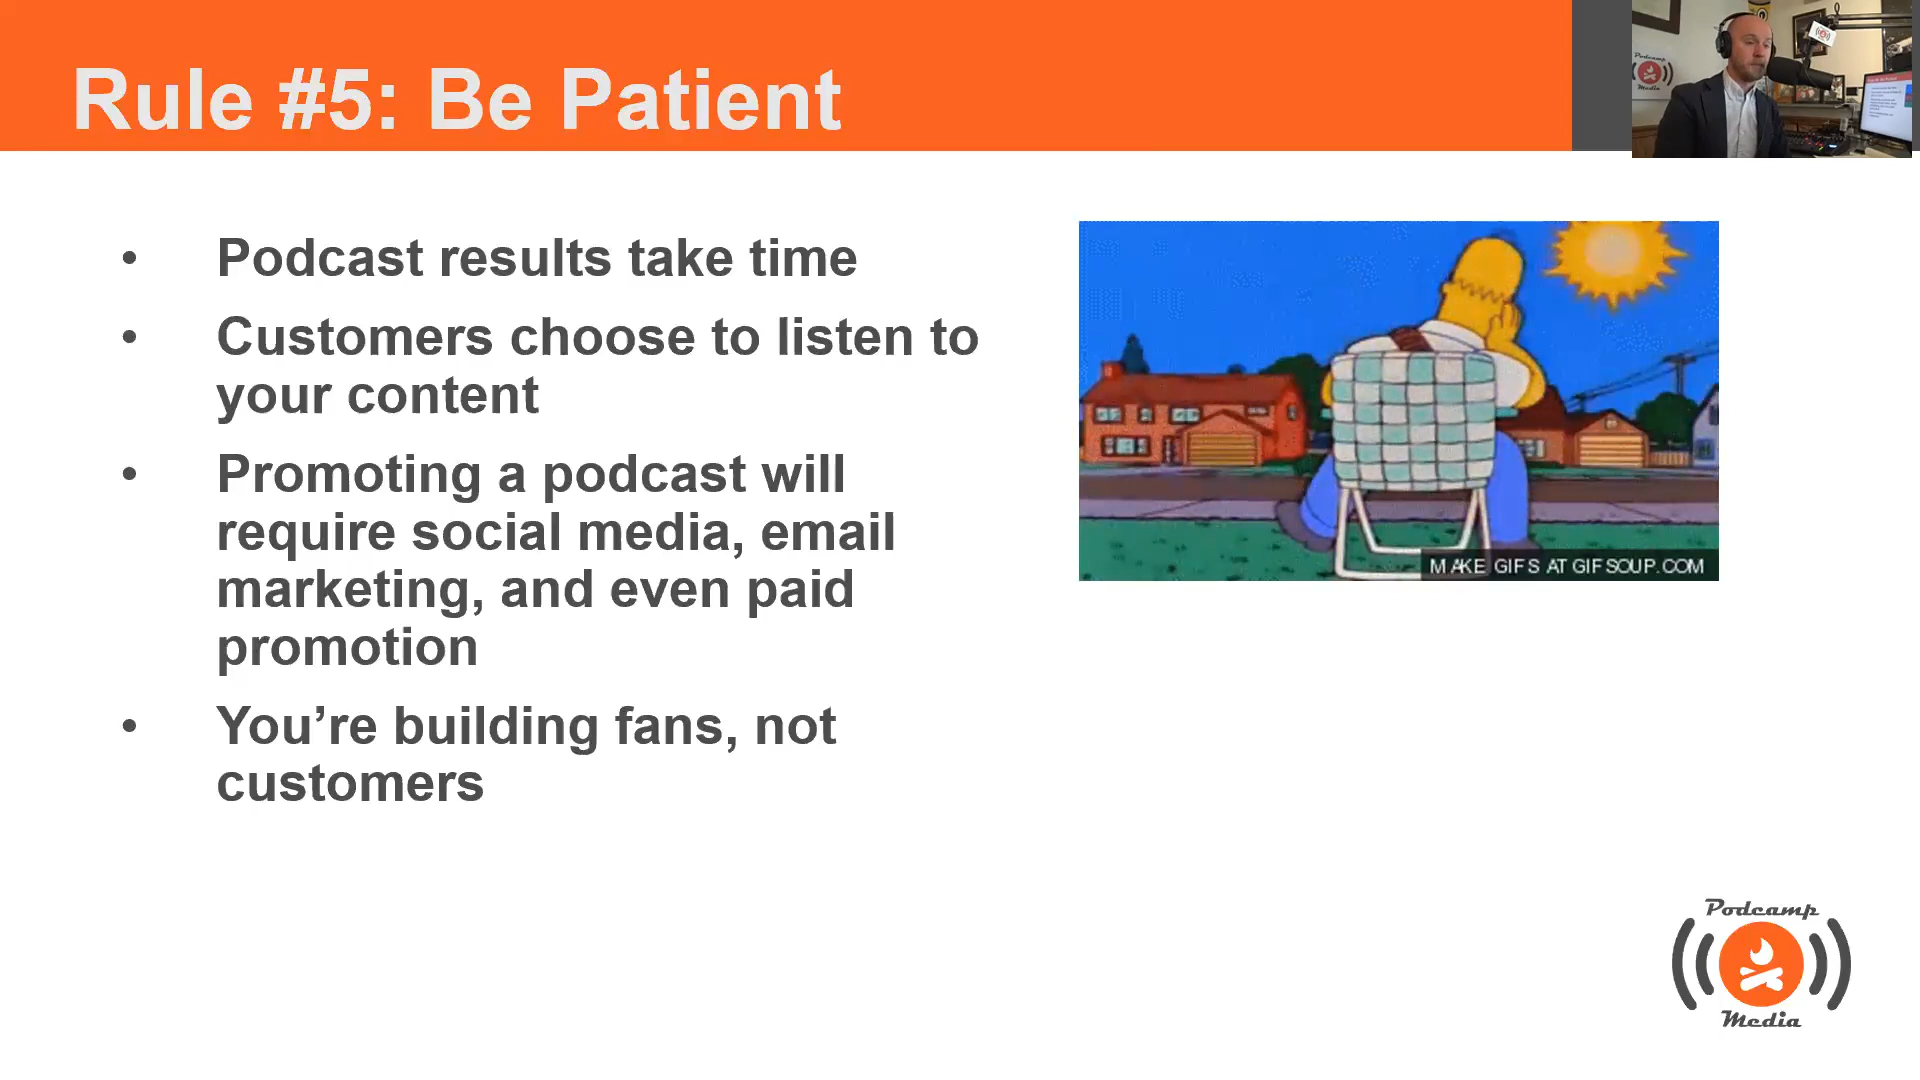 Rule #5: Be Patient
Podcamp
Media
• Podcast results take time
• Customers choose to listen to
your content
• Promoting a podcast will
require social media, email
marketing, and even paid
promotion
• You’re building fans, not
customers
MAKE GIFS AT GIFSOUP.COM
Podcamp
Media